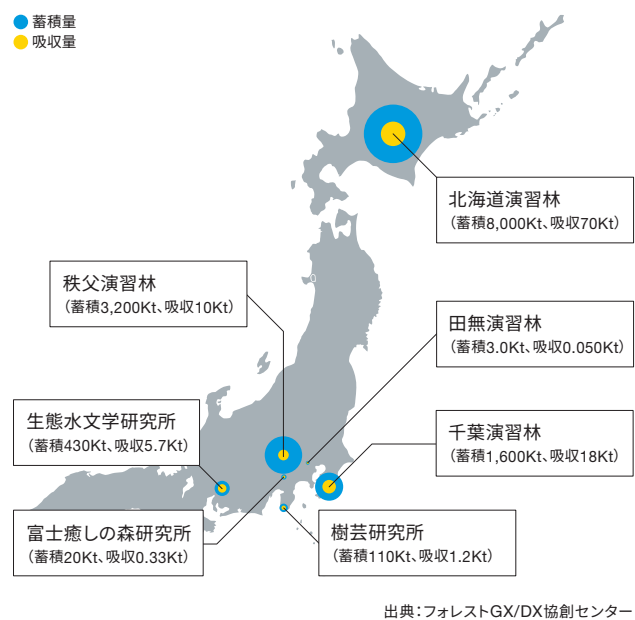 蓄積量
吸収量
北海道演習林
（蓄積8,000Kt、吸収70Kt）
秩父演習林
（蓄積3,200Kt、吸収10Kt）
田無演習林
（蓄積3.0Kt、吸収0.050Kt）
生態水文学研究所
（蓄積430Kt、吸収5.7Kt）
千葉演習林
（蓄積1,600Kt、吸収18Kt）
富士癒しの森研究所
（蓄積20Kt、吸収0.33Kt）
樹芸研究所
（蓄積110Kt、吸収1.2Kt）
出典：フォレストGX/DX協創センター